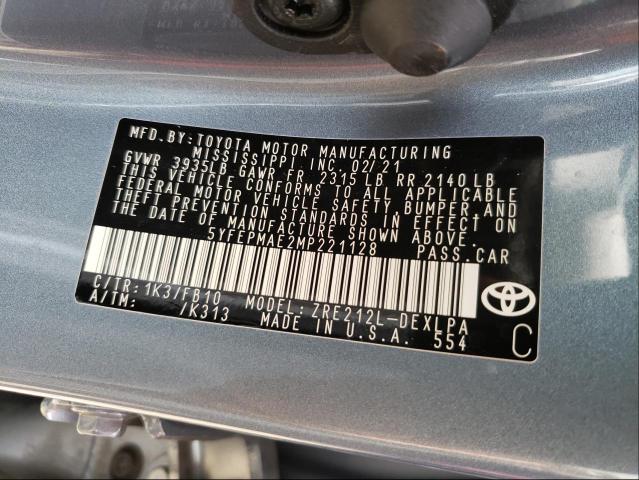 MFD. BY: TOYOTA MOTOR MANUFACTURING
MISSISSIPPI INC. 02/21
GVWR 3935LB GAWR FR 2315 LB RR 2140 LB
THIS VEHICLE CONFORMS TO ALL APPLICABLE
FEDERAL MOTOR VEHICLE SAFETY, BUMPER, AND
THEFT PREVENTION STANDARDS IN EFFECT ON
THE DATE OF MANUFACTURE SHOWN ABOVE.
5YFEPMAE2MP221128 PASS. CAR
C/TR: 1K3/FB10 MODEL: ZRE212L-DEXLPA
A/TM: /K313 MADE IN U.S.A. 554
C